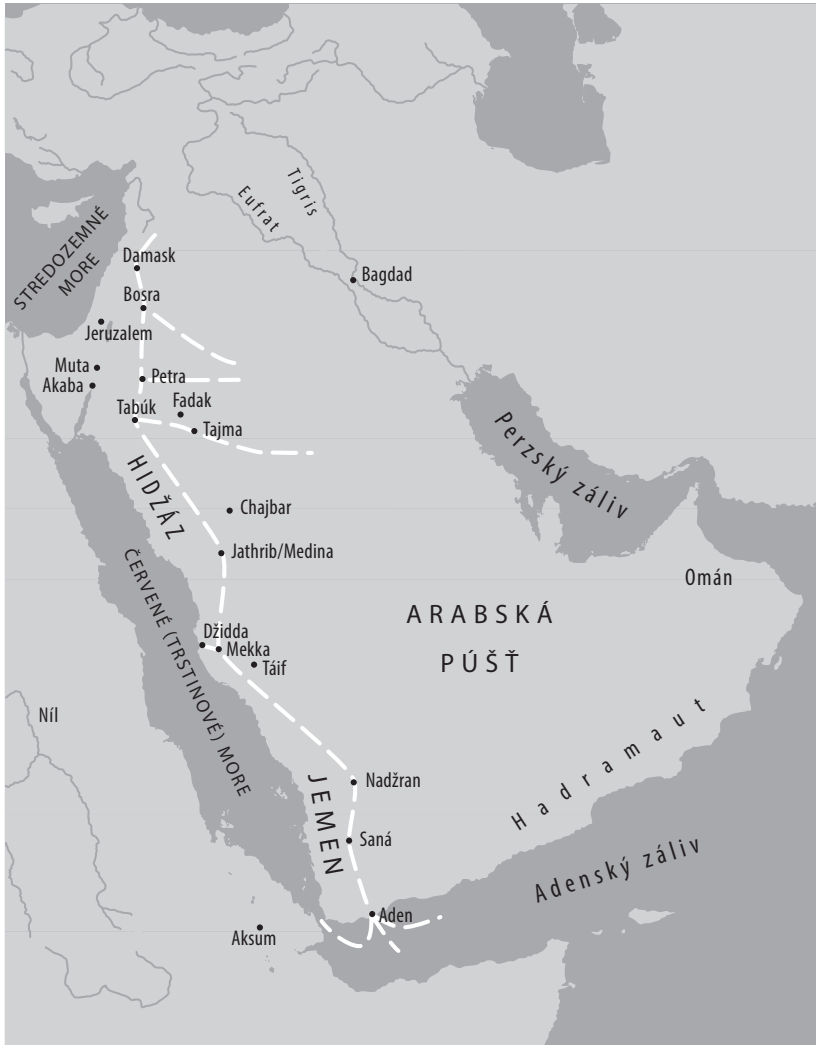 Tigris
Eufrat
STREDOZEMNÉ
MORE
Damask
Bagdad
Bosra
Jeruzalem
Muta
Akaba
Petra
Tabúk
Fadak
Tajma
Perzský záliv
HIDŽÁZ
Chajbar
Jathrib/Medina
ČERVENÉ (TRSTINOVÉ) MORE
Omán
ARABSKÁ
PÚŠŤ
Džidda
Mekka
Táif
Níl
Nadžran
Hadramaut
JEMEN
Saná
Adenský záliv
Aden
Aksum